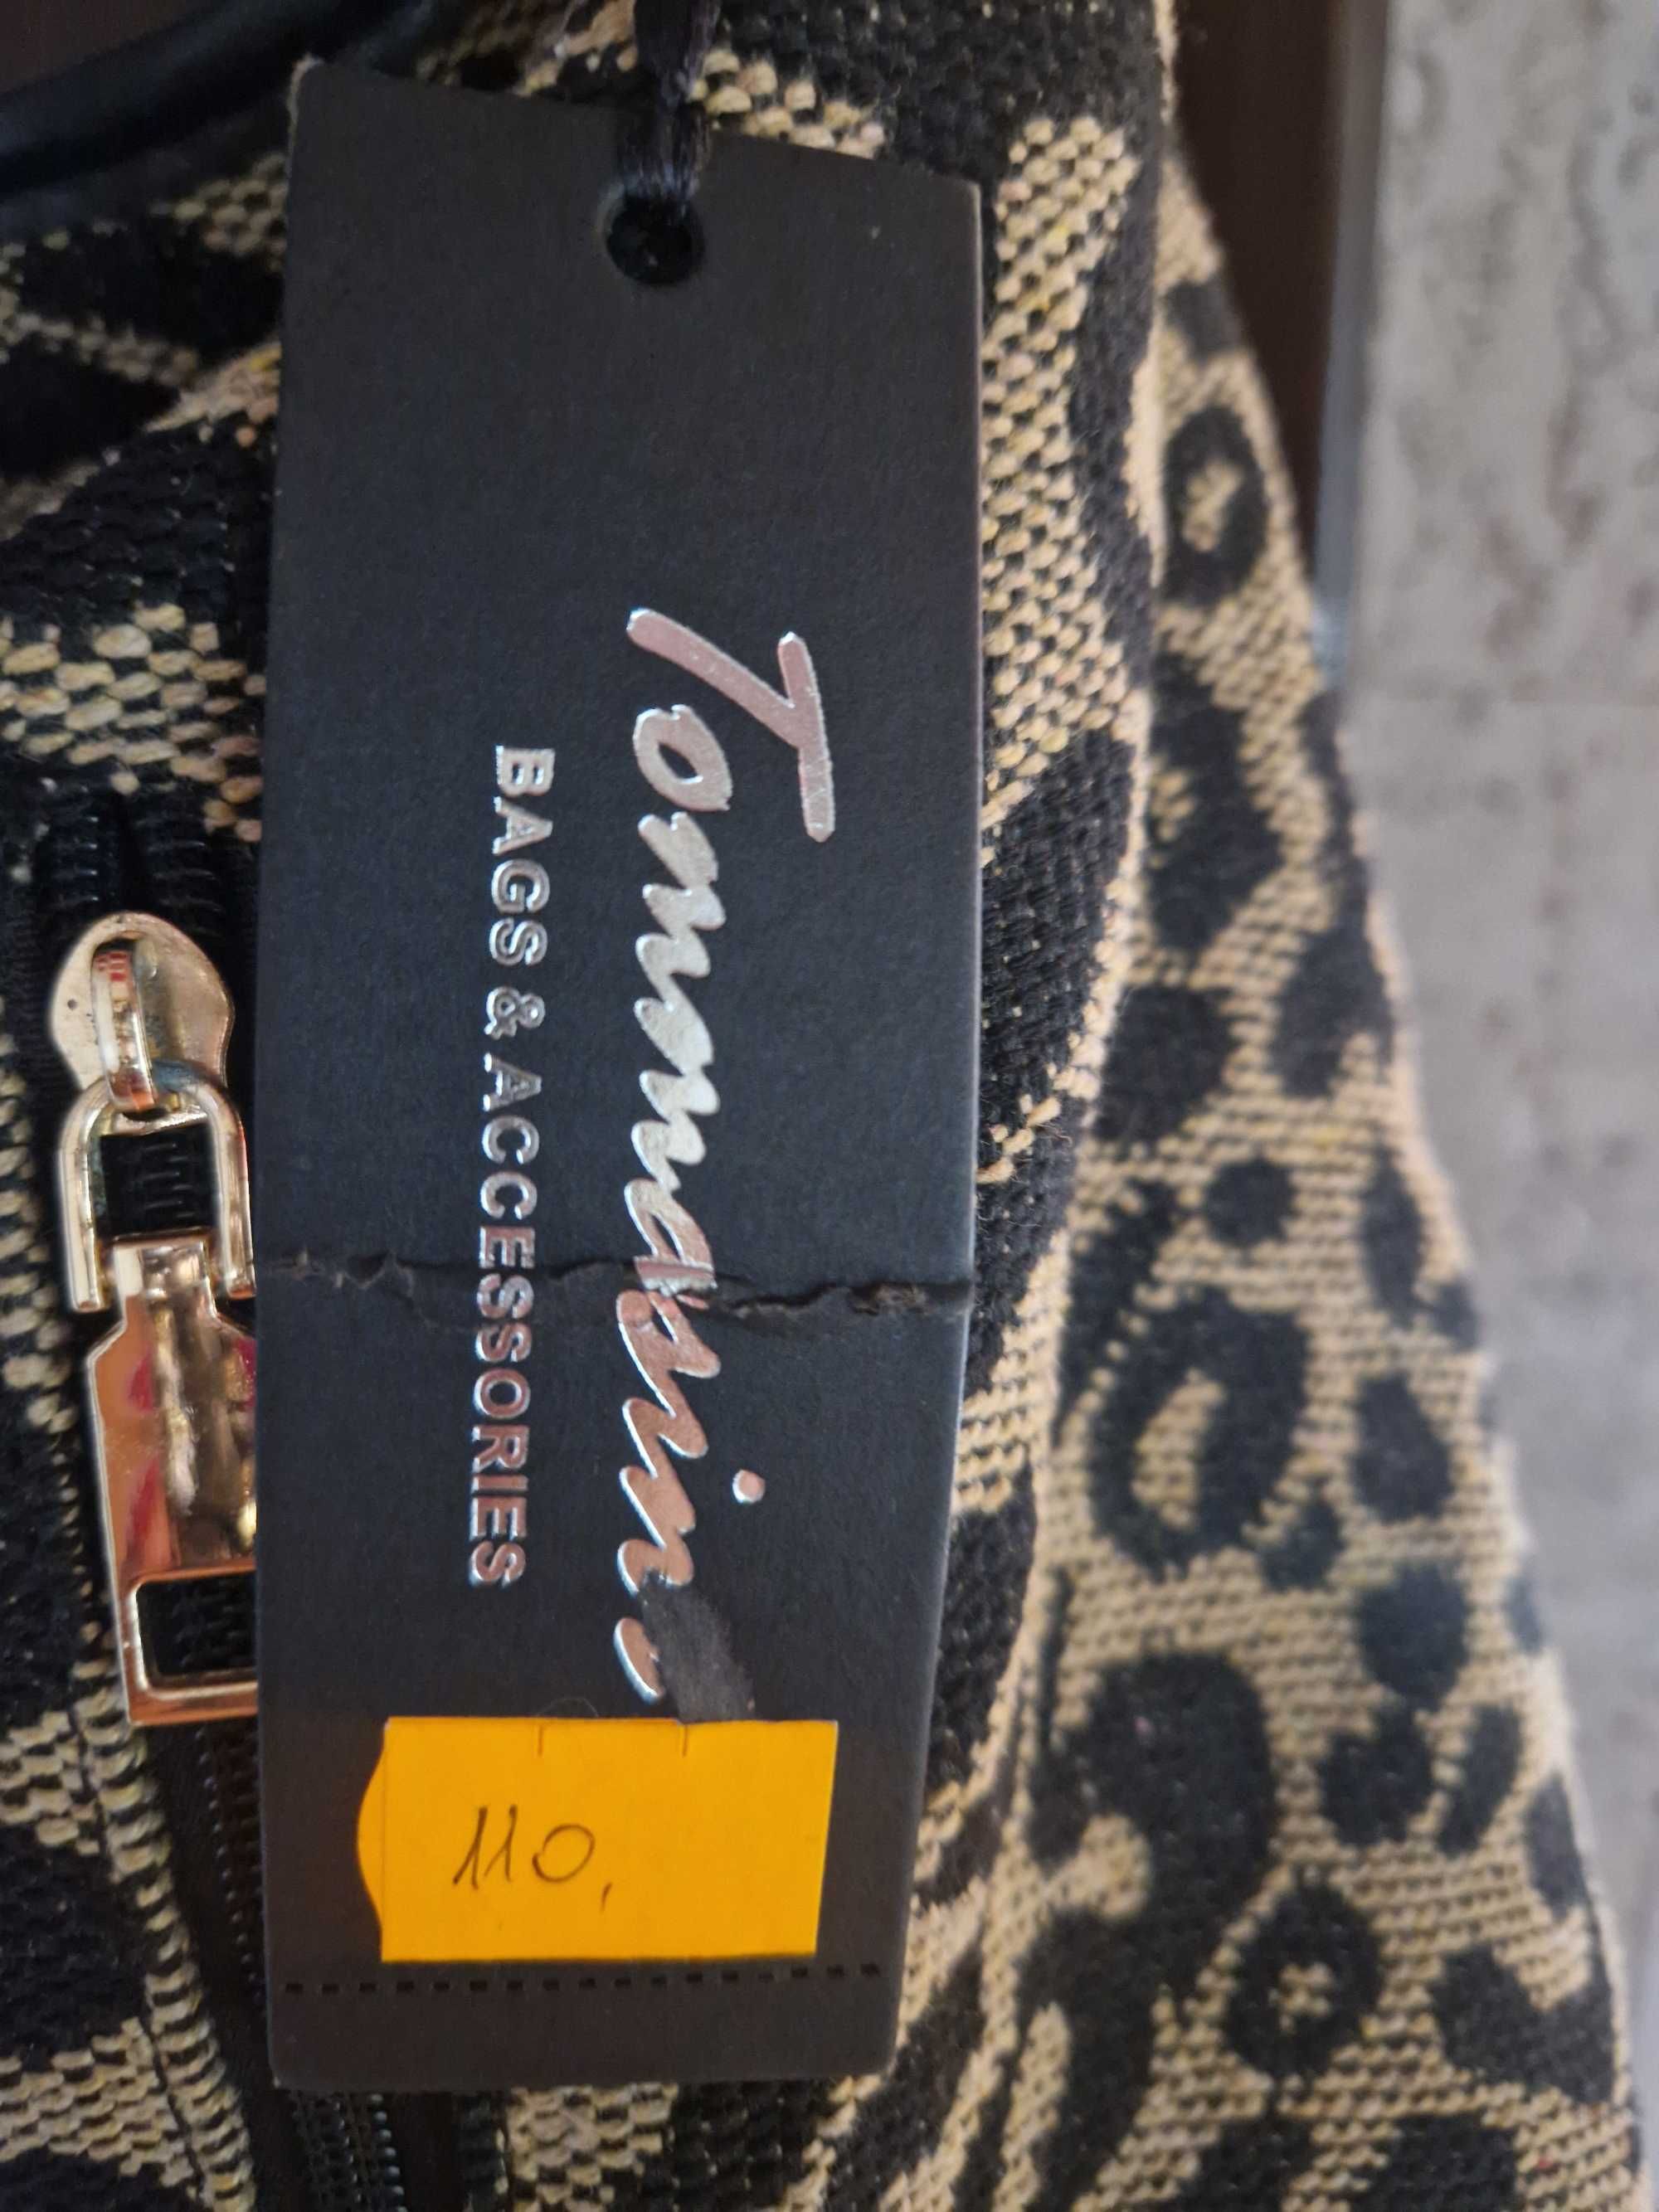 Tommasini
BAGS & ACCESSORIES
110,